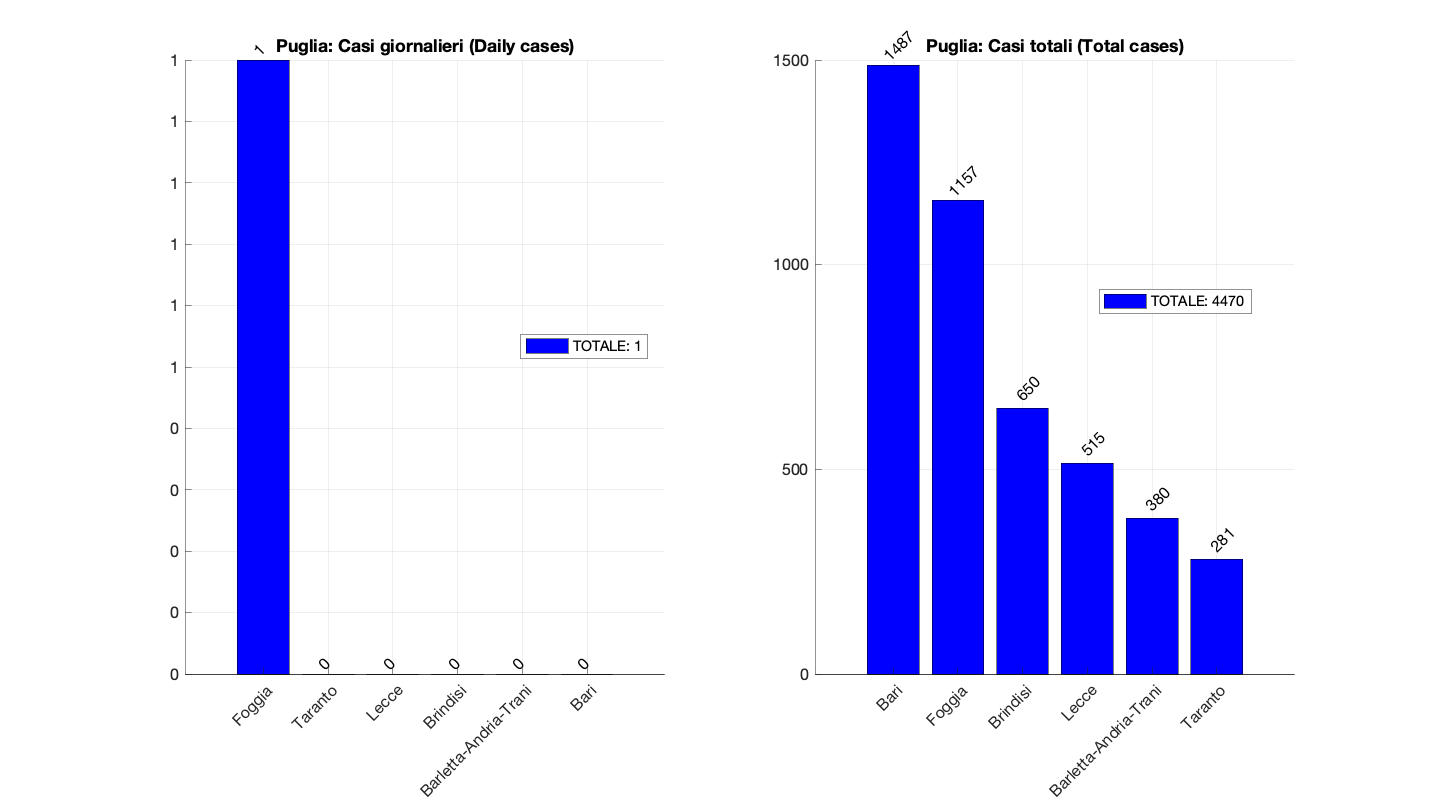 Puglia: Casi giornalieri (Daily cases)
1
1
1
1
1
1
1
0
0
0
0
0
0
0
0
0
0
TOTALE: 1
Foggia
Taranto
Lecce
Brindisi
Barletta-Andria-Trani
Bari
Puglia: Casi totali (Total cases)
1500
1000
500
0
1487
1157
650
515
380
281
TOTALE: 4470
Bari
Foggia
Brindisi
Lecce
Barletta-Andria-Trani
Taranto